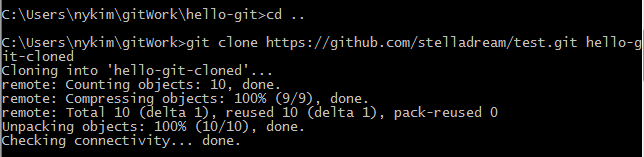 C:\Users\nykim\gitWork\hello-git>cd ..
C:\Users\nykim\gitWork>git clone https://github.com/stelladream/test.git hello-g
it-cloned
Cloning into 'hello-git-cloned'...
remote: Counting objects: 10, done.
remote: Compressing objects: 100% (9/9), done.
remote: Total 10 (delta 1), reused 10 (delta 1), pack-reused 0
Unpacking objects: 100% (10/10), done.
Checking connectivity... done.